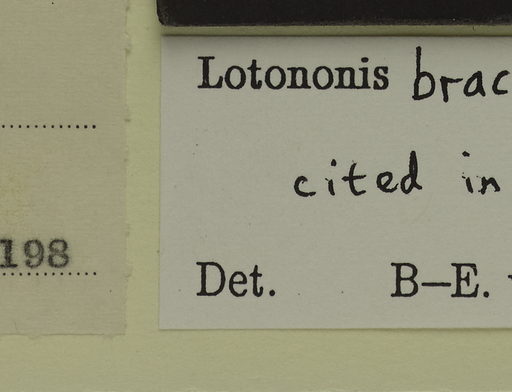 Lotononis brac
cited in
198
Det. B–E.